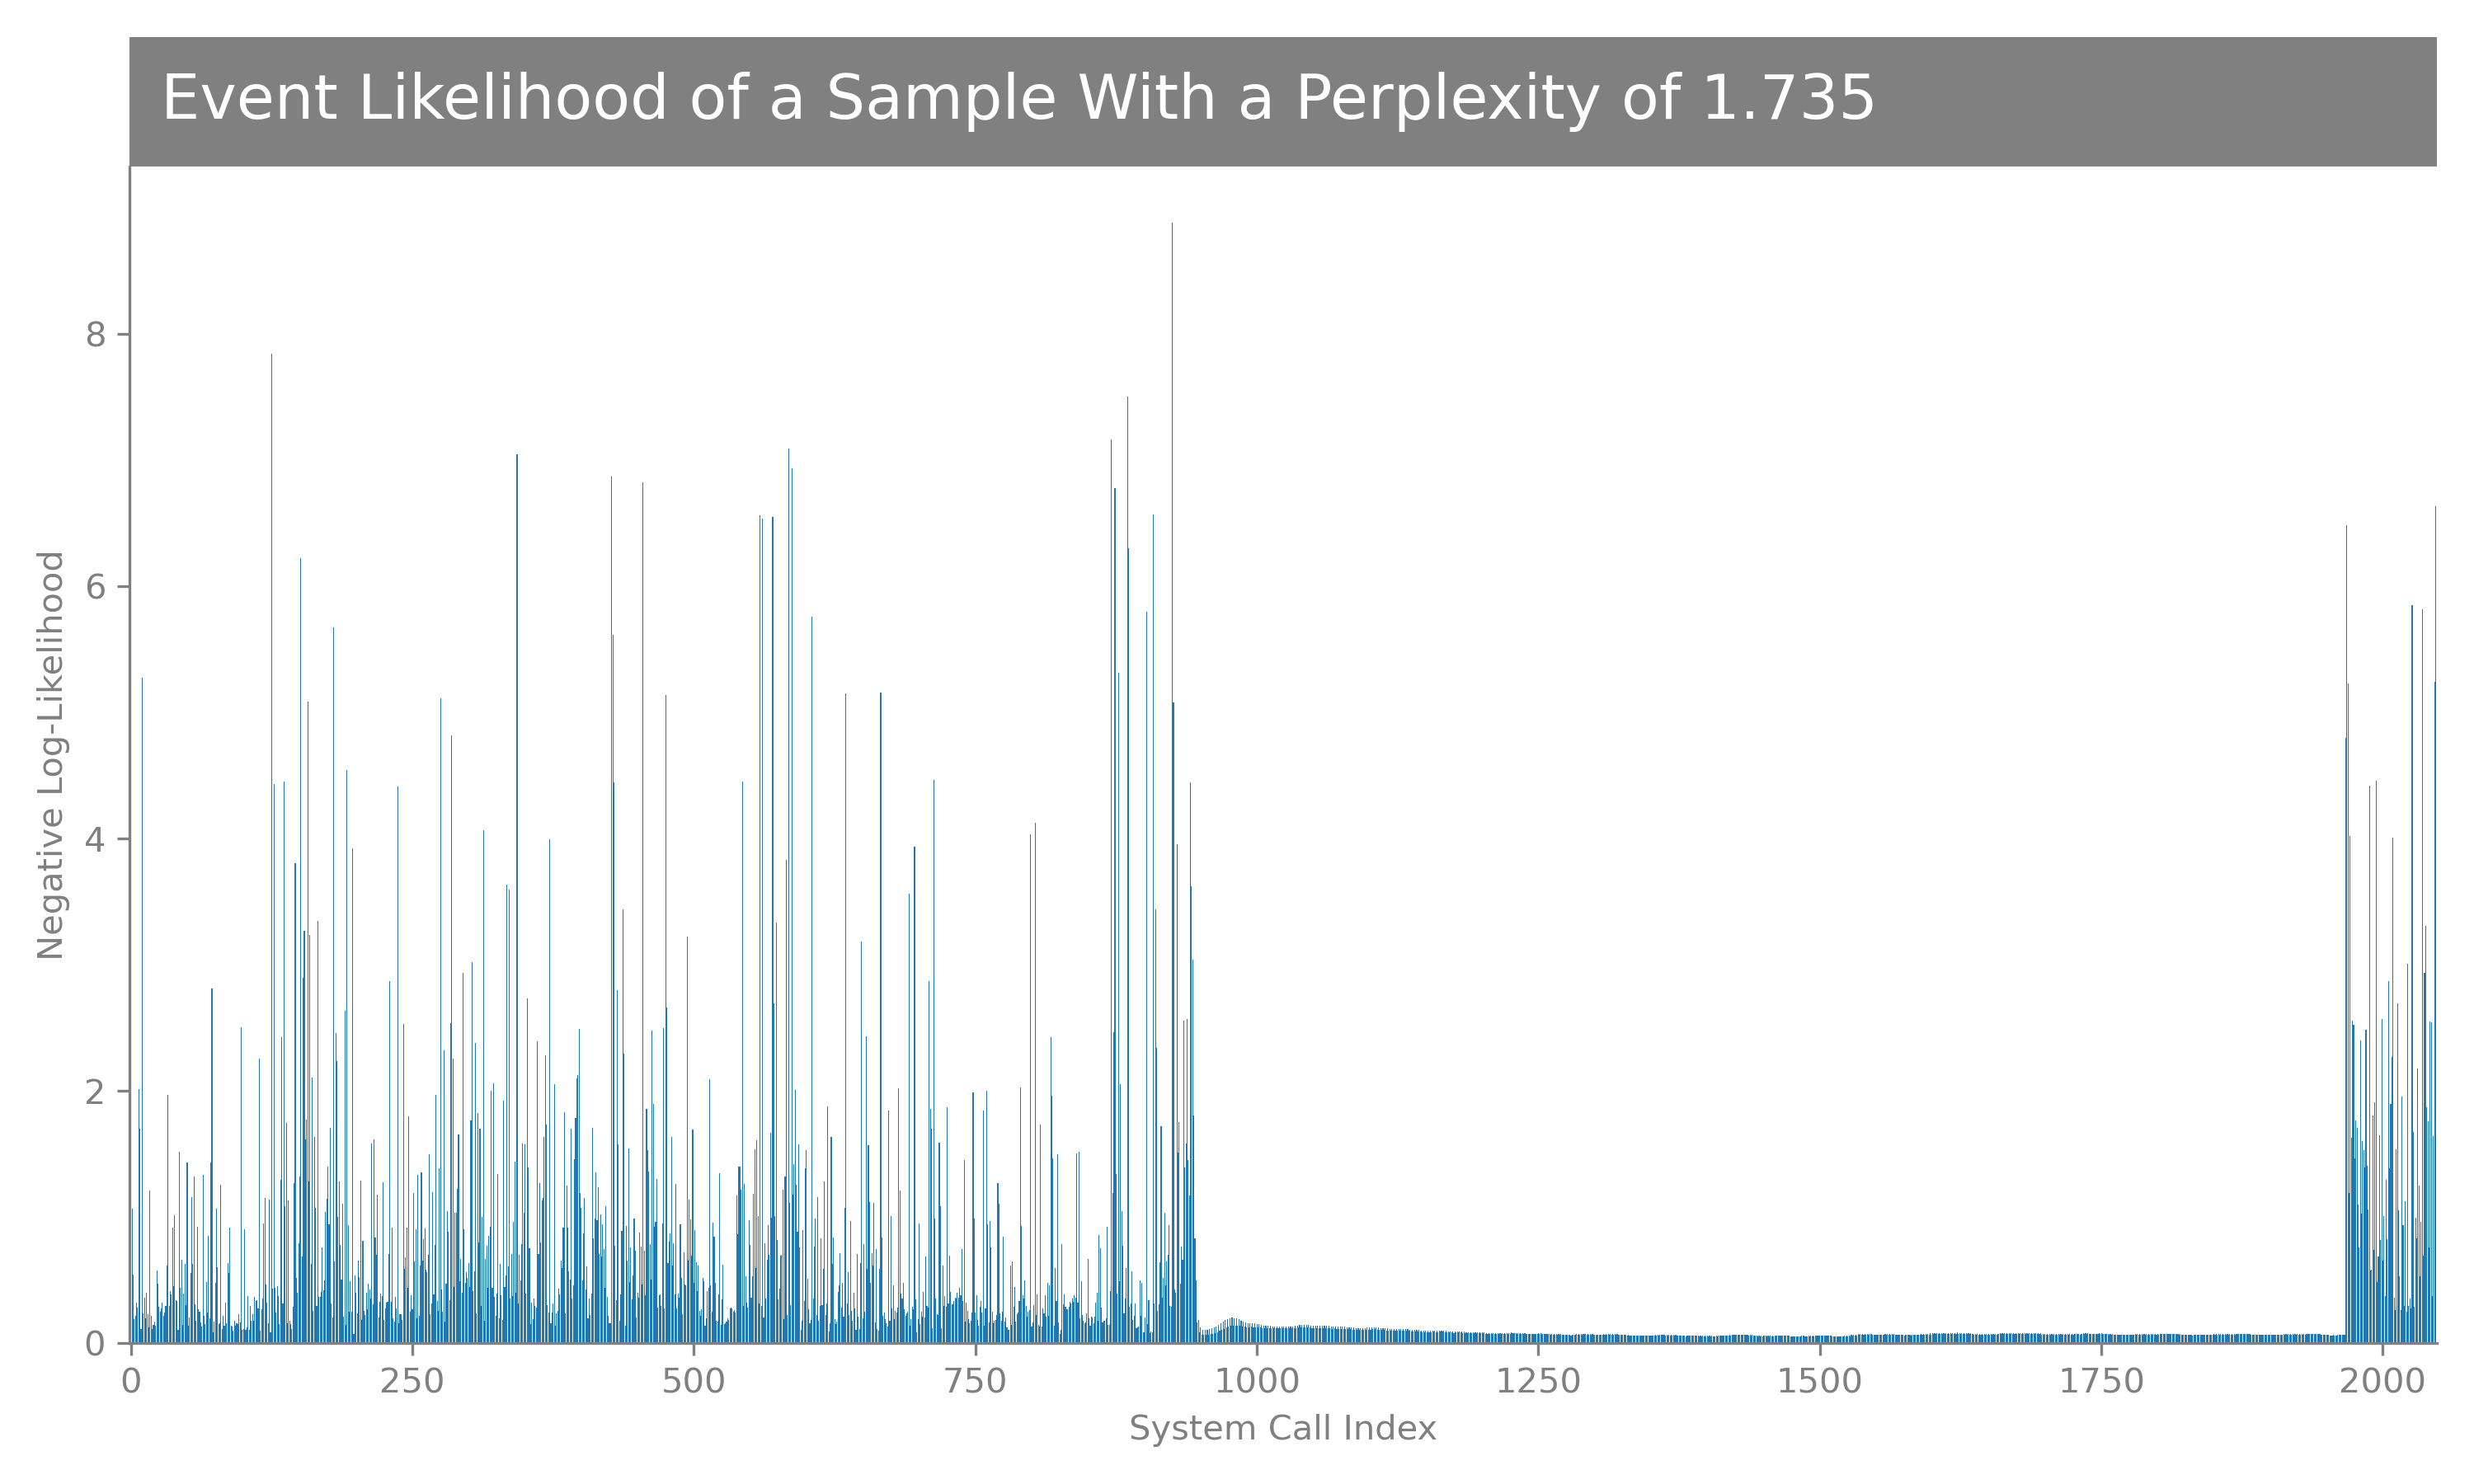 Event Likelihood of a Sample With a Perplexity of 1.735
8
6
4
2
0
Negative Log-Likelihood
0 250 500 750 1000 1250 1500 1750 2000
System Call Index